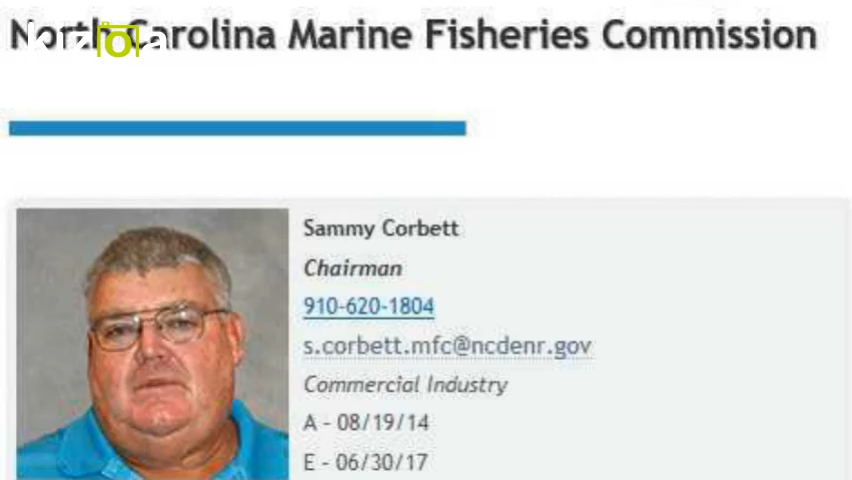 North Carolina Marine Fisheries Commission
kizoa
Sammy Corbett
Chairman
910-620-1804
s.corbett.mfc@ncdenr.gov
Commercial Industry
A - 08/19/14
E - 06/30/17